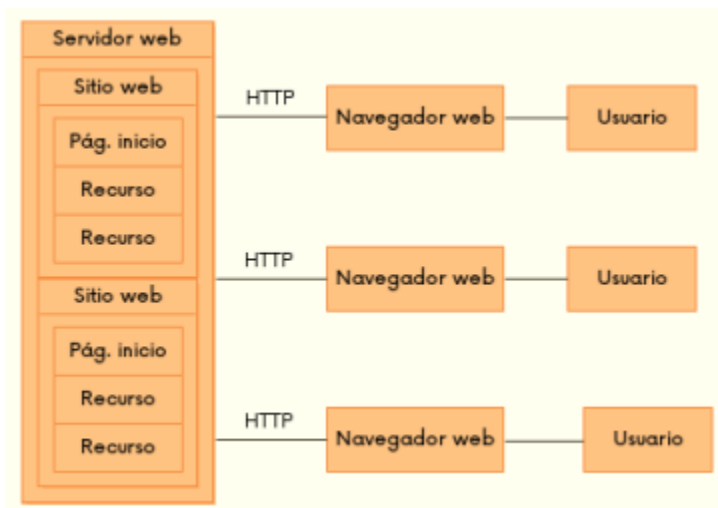 Servidor web
Sitio web
Pág. inicio
Recurso
Recurso
Sitio web
Pág. inicio
Recurso
Recurso
HTTP
Navegador web
Usuario
HTTP
Navegador web
Usuario
HTTP
Navegador web
Usuario